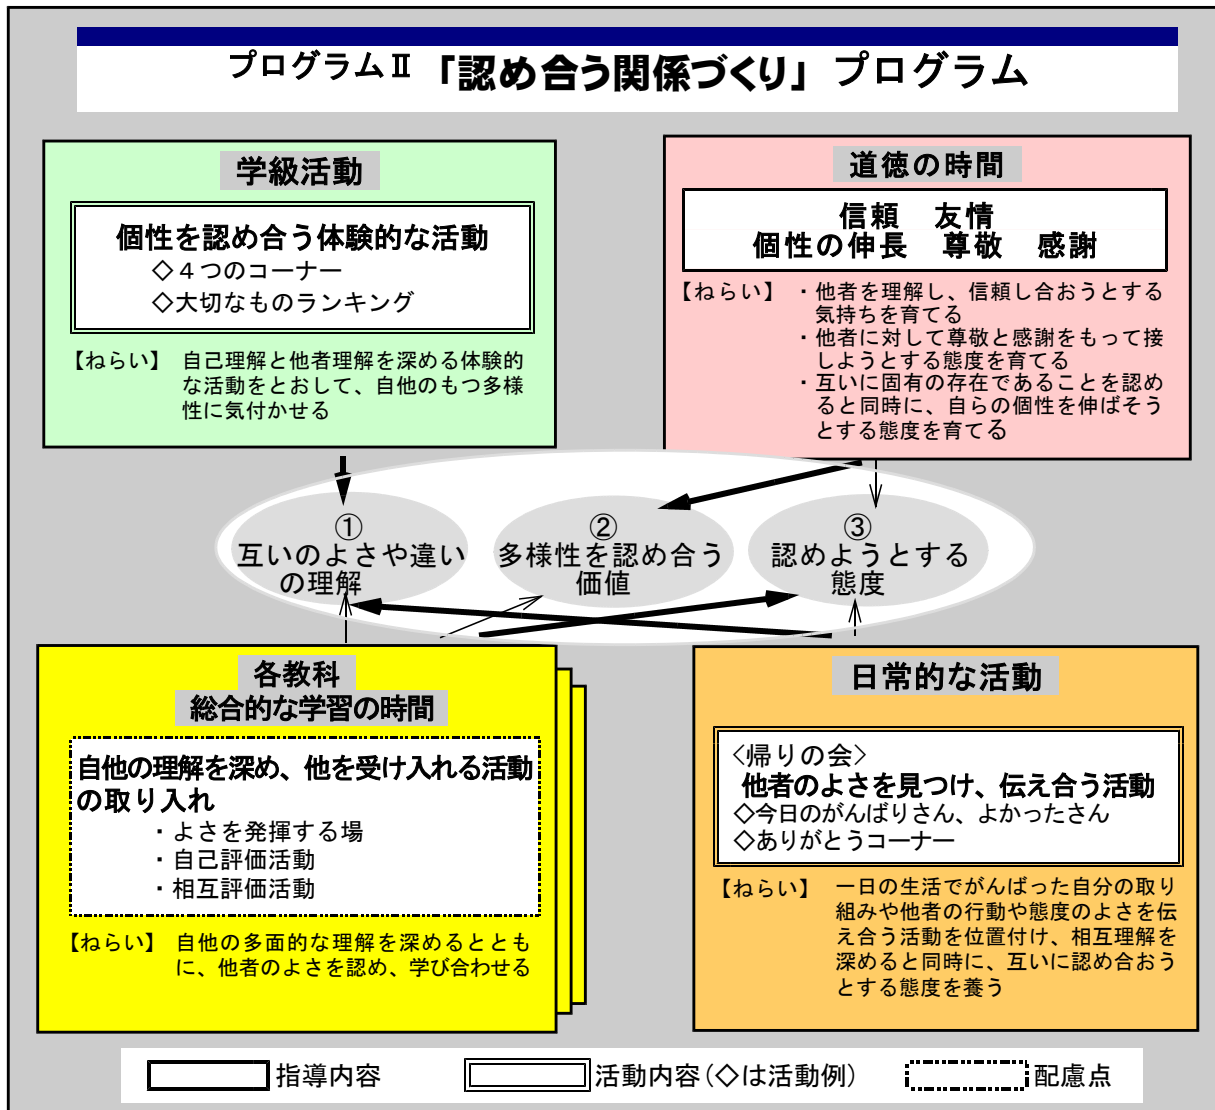 プログラムⅡ 「認め合う関係づくり」 プログラム
学級活動
個性を認め合う体験的な活動
◇４つのコーナー
◇大切なものランキング
【ねらい】 自己理解と他者理解を深める体験的
な活動をとおして、自他のもつ多様
性に気付かせる
道徳の時間
信頼　友情
個性の伸長　尊敬　感謝
【ねらい】 ・他者を理解し、信頼し合おうとする
気持ちを育てる
・他者に対して尊敬と感謝をもって接
しようとする態度を育てる
・互いに固有の存在であることを認め
ると同時に、自らの個性を伸ばそう
とする態度を育てる
①
互いのよさや違い
の理解
②
多様性を認め合う
価値
③
認めようとする
態度
各教科
総合的な学習の時間
自他の理解を深め、他を受け入れる活動
の取り入れ
・よさを発揮する場
・自己評価活動
・相互評価活動
【ねらい】 自他の多面的な理解を深めるととも
に、他者のよさを認め、学び合わせる
日常的な活動
〈帰りの会〉
他者のよさを見つけ、伝え合う活動
◇今日のがんばりさん、よかったさん
◇ありがとうコーナー
【ねらい】 一日の生活でがんばった自分の取り
組みや他者の行動や態度のよさを伝
え合う活動を位置付け、相互理解を
深めると同時に、互いに認め合おう
とする態度を養う
指導内容
活動内容(◇は活動例)
配慮点